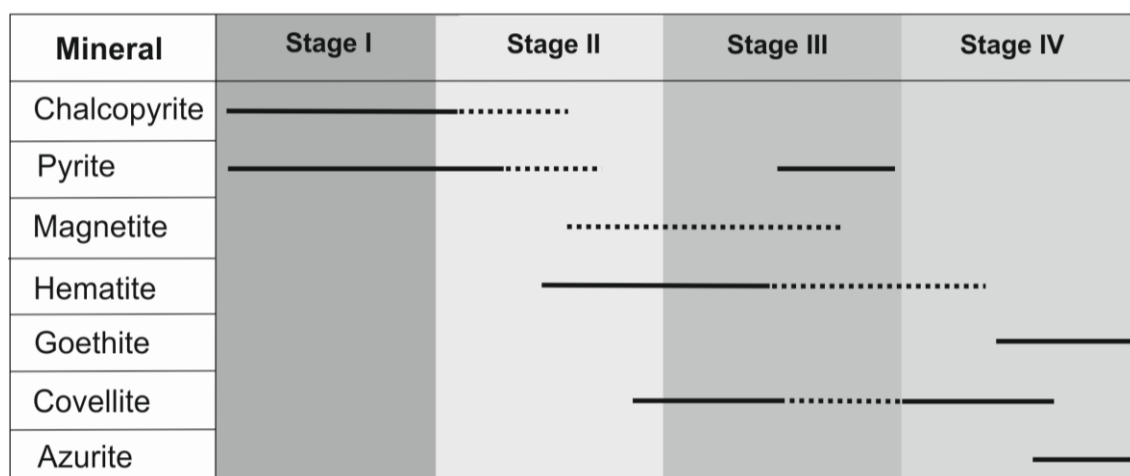 Mineral Stage I Stage II Stage III Stage IV
Chalcopyrite
Pyrite
Magnetite
Hematite
Goethite
Covellite
Azurite